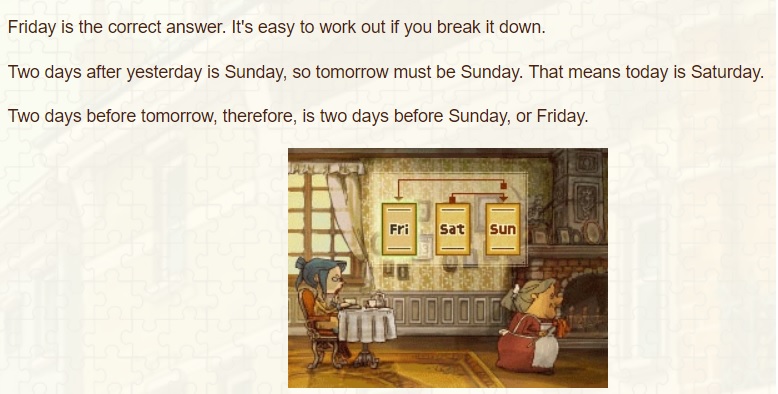 Friday is the correct answer. It's easy to work out if you break it down.
Two days after yesterday is Sunday, so tomorrow must be Sunday. That means today is Saturday.
Two days before tomorrow, therefore, is two days before Sunday, or Friday.
Fri Sat Sun